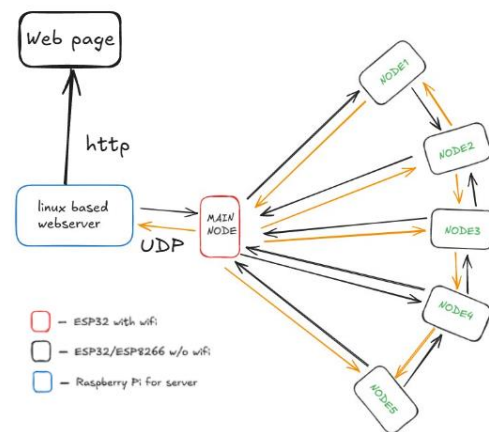 Web page
http
linux based
webserver
UDP
MAIN
NODE
NODE1
NODE2
NODE3
NODE4
NODE5
— ESP32 with wifi
— ESP32/ESP8266 w/o wifi
— Raspberry Pi for server